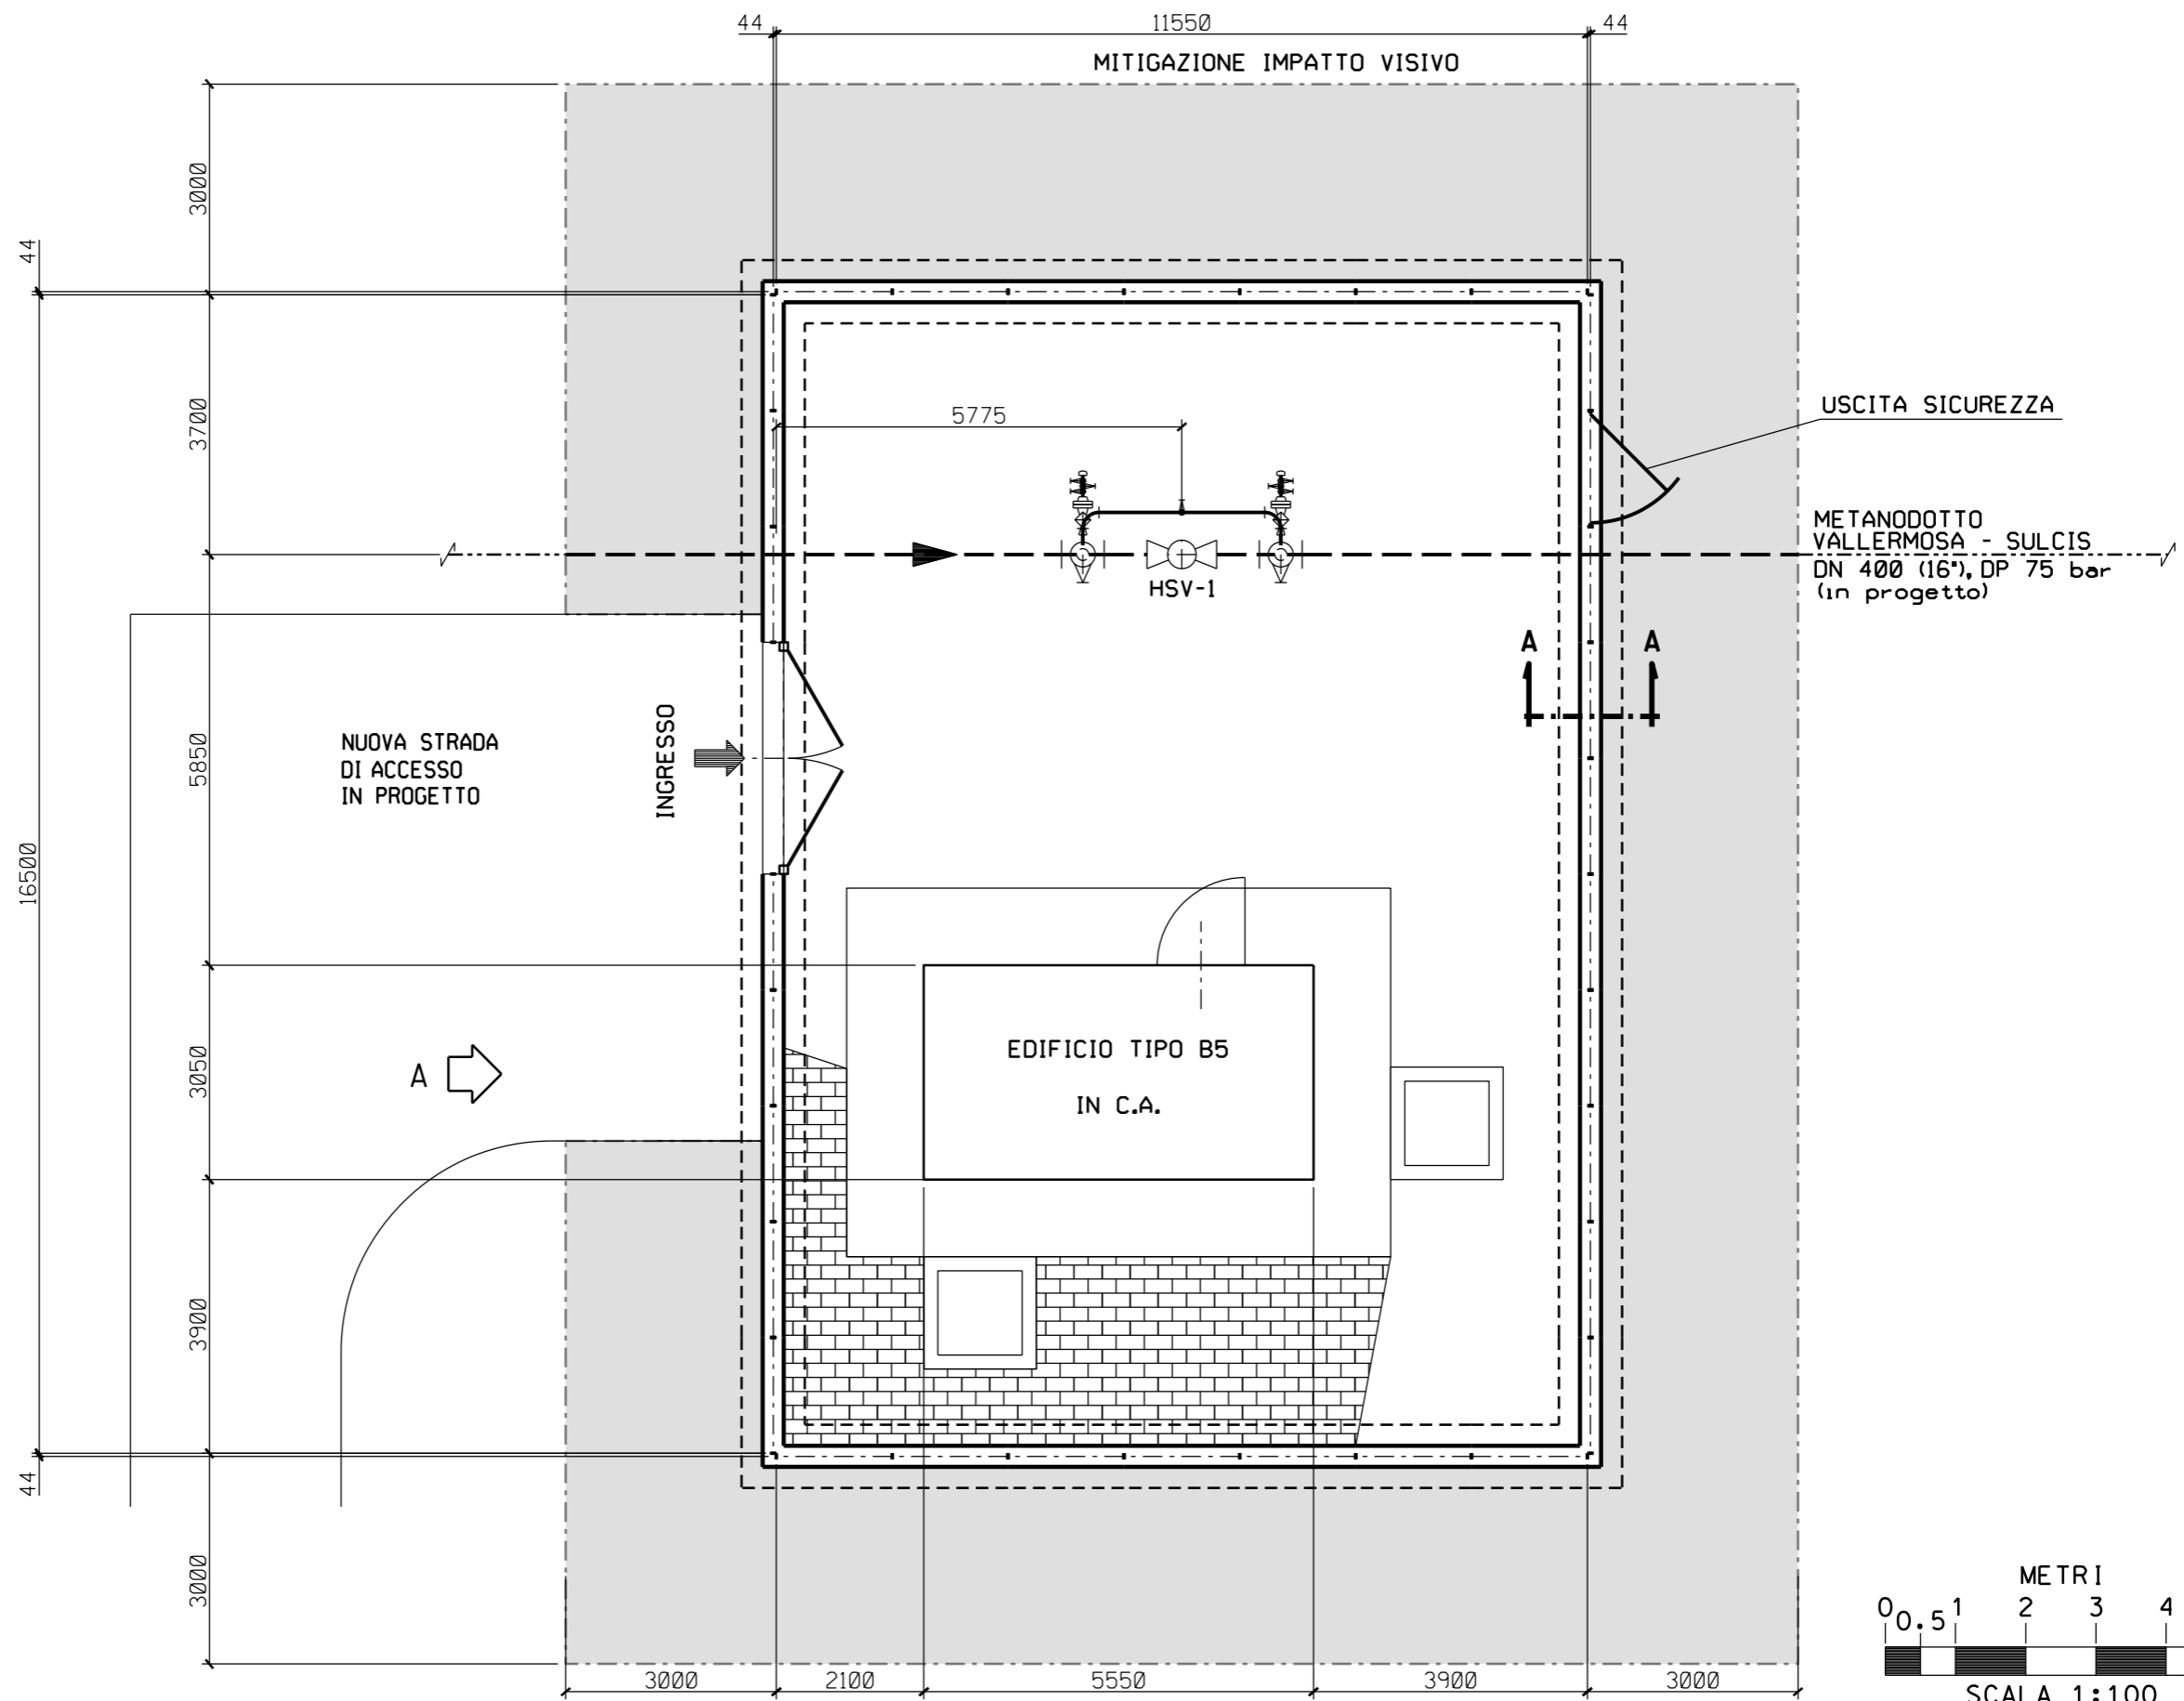 44
11550
44
MITIGAZIONE IMPATTO VISIVO
3000
44
3700
5775
USCITA SICUREZZA
METANODOTTO
VALLERMOSA - SULCIS
DN 400 (16"), DP 75 bar
(in progetto)
HSV-1
A
A
NUOVA STRADA
DI ACCESSO
IN PROGETTO
INGRESSO
5850
16500
EDIFICIO TIPO B5
IN C.A.
A
3050
3900
44
3000
3000
2100
5550
3900
3000
METRI
0
0.5
1
2
3
4
SCALA 1:100